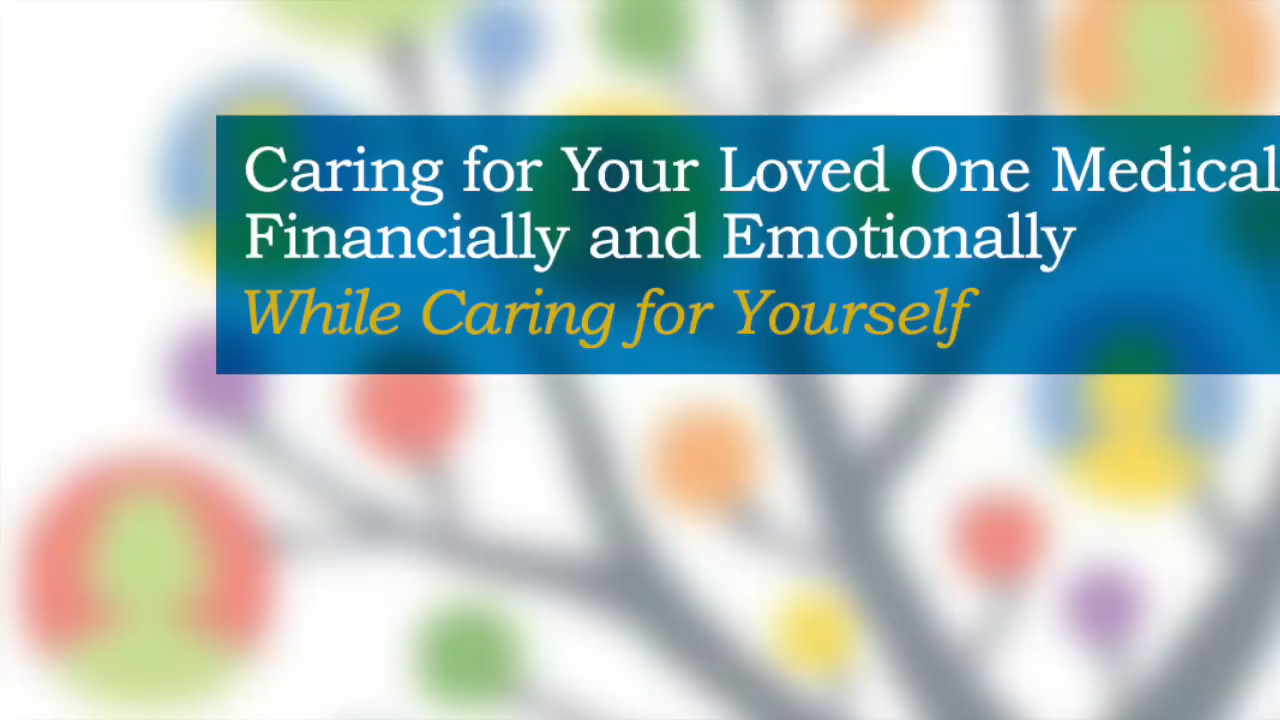 Caring for Your Loved One Medical
Financially and Emotionally
While Caring for Yourself